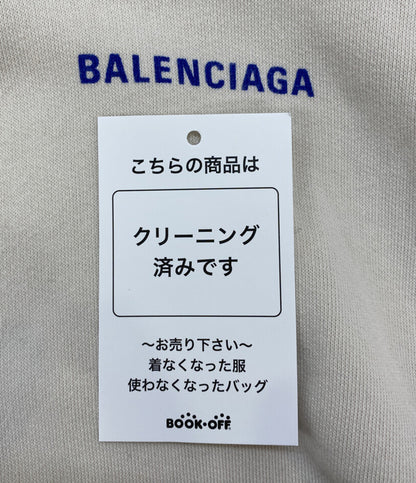 BALENCIAGA
こちらの商品は
クリーニング
済みです
～お売り下さい～
着なくなった服
使わなくなったバッグ
BOOK・OFF